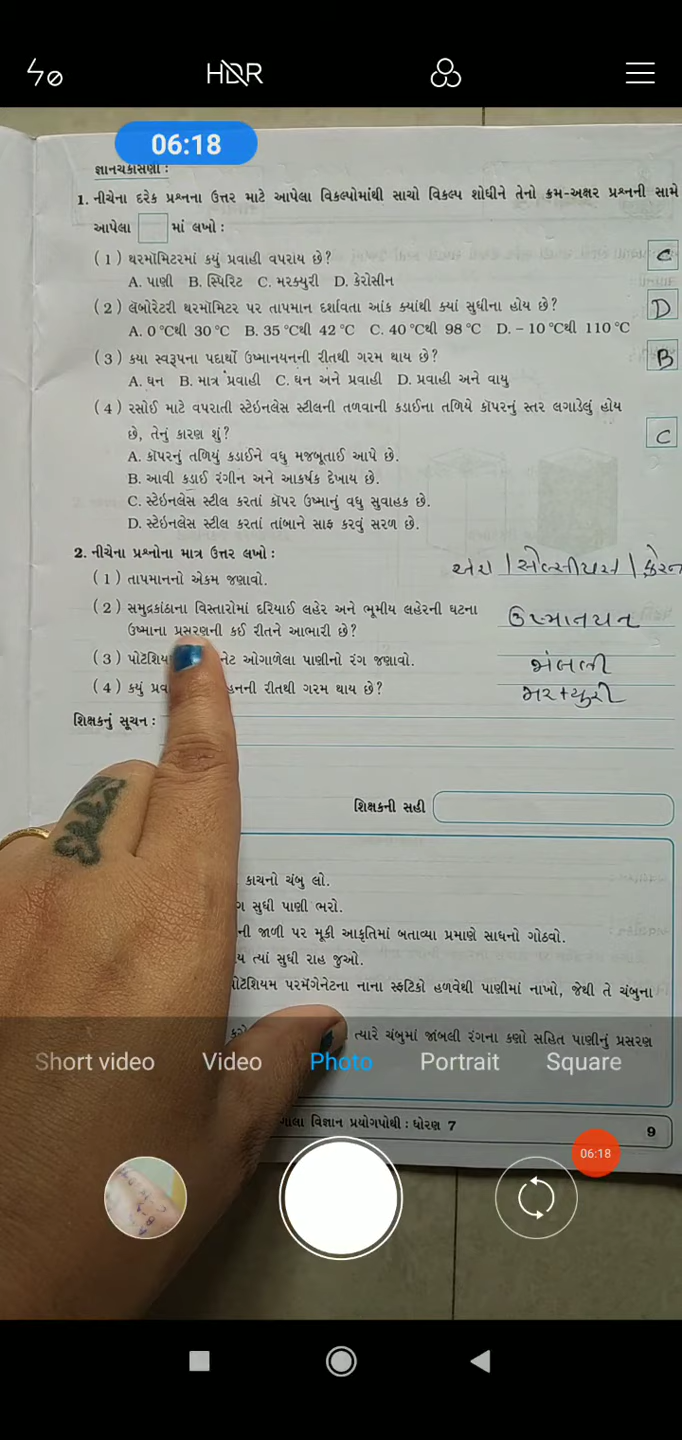 HDR
06:18
જ્ઞાનચકાસણી :
1. નીચેના દરેક પ્રશ્નના ઉત્તર માટે આપેલા વિકલ્પોમાંથી સાચો વિકલ્પ શોધીને તેનો ક્રમ-અક્ષર પ્રશ્નની સામે
આપેલા માં લખો :
( 1 ) થરમૉમિટરમાં કયું પ્રવાહી વપરાય છે? C
A. પાણી B. સ્પિરિટ C. મરક્યુરી D. કેરોસીન
( 2 ) લૅબોરેટરી થરમૉમિટર પર તાપમાન દર્શાવતા આંક ક્યાંથી ક્યાં સુધીના હોય છે? D
A. 0 °Cથી 30 °C B. 35 °Cથી 42 °C C. 40 °Cથી 98 °C D. – 10 °Cથી 110 °C
( 3 ) કયા સ્વરૂપના પદાર્થો ઉષ્માનયનની રીતથી ગરમ થાય છે? B
A. ઘન B. માત્ર પ્રવાહી C. ઘન અને પ્રવાહી D. પ્રવાહી અને વાયુ
( 4 ) રસોઈ માટે વપરાતી સ્ટેઇનલેસ સ્ટીલની તળવાની કડાઈના તળિયે કૉપરનું સ્તર લગાડેલું હોય
છે, તેનું કારણ શું? C
A. કૉપરનું તળિયું કડાઈને વધુ મજબૂતાઈ આપે છે.
B. આવી કડાઈ રંગીન અને આકર્ષક દેખાય છે.
C. સ્ટેઇનલેસ સ્ટીલ કરતાં કૉપર ઉષ્માનું વધુ સુવાહક છે.
D. સ્ટેઇનલેસ સ્ટીલ કરતાં તાંબાને સાફ કરવું સરળ છે.
2. નીચેના પ્રશ્નોના માત્ર ઉત્તર લખો :
( 1 ) તાપમાનનો એકમ જણાવો. અંશ / સેલ્સીયસ /
( 2 ) સમુદ્રકાંઠાના વિસ્તારોમાં દરિયાઈ લહેર અને ભૂમીય લહેરની ઘટના ઉષ્માનયન
ઉષ્માના પ્રસરણની કઈ રીતને આભારી છે?
( 3 ) ઓગાળેલા પાણીનો રંગ જણાવો. જાંબલી
( 4 ) કયું રીતથી ગરમ થાય છે? મરક્યુરી
શિક્ષકનું સૂચન :
શિક્ષકની સહી
કાચનો ચંબુ લો.
સુધી પાણી ભરો.
જાળી પર મૂકી આકૃતિમાં બતાવ્યા પ્રમાણે સાધનો ગોઠવો.
ત્યાં સુધી રાહ જુઓ.
પરમૅંગેનેટના નાના સ્ફટિકો હળવેથી પાણીમાં નાખો, જેથી તે ચંબુના
ત્યારે ચંબુમાં જાંબલી રંગના કણો સહિત પાણીનું પ્રસરણ
Short video Video Photo Portrait Square
વિજ્ઞાન પ્રયોગપોથી : ધોરણ 7
9
06:18